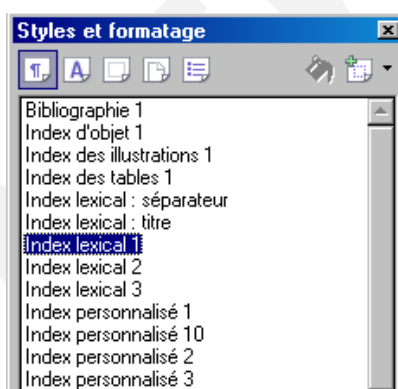 Styles et formatage
Bibliographie 1
Index d'objet 1
Index des illustrations 1
Index des tables 1
Index lexical : séparateur
Index lexical : titre
Index lexical 1
Index lexical 2
Index lexical 3
Index personnalisé 1
Index personnalisé 10
Index personnalisé 2
Index personnalisé 3